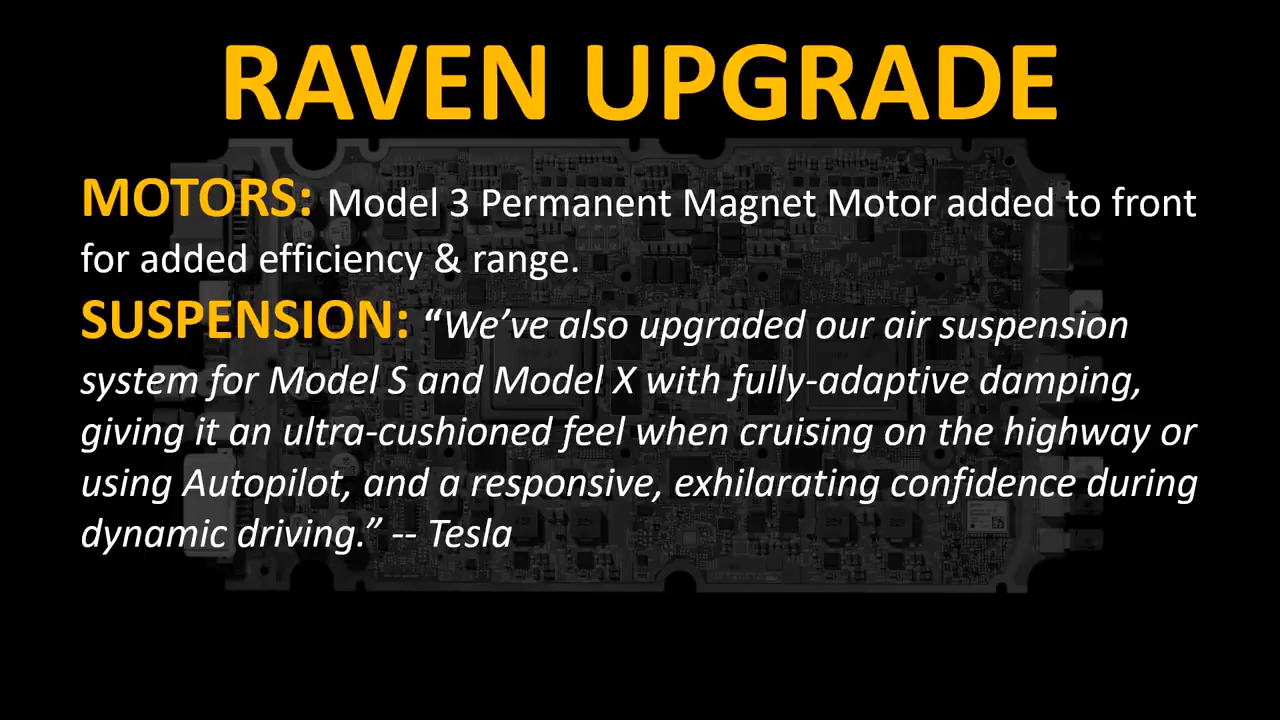 RAVEN UPGRADE
MOTORS: Model 3 Permanent Magnet Motor added to front
for added efficiency & range.
SUSPENSION: “We’ve also upgraded our air suspension
system for Model S and Model X with fully-adaptive damping,
giving it an ultra-cushioned feel when cruising on the highway or
using Autopilot, and a responsive, exhilarating confidence during
dynamic driving.” -- Tesla